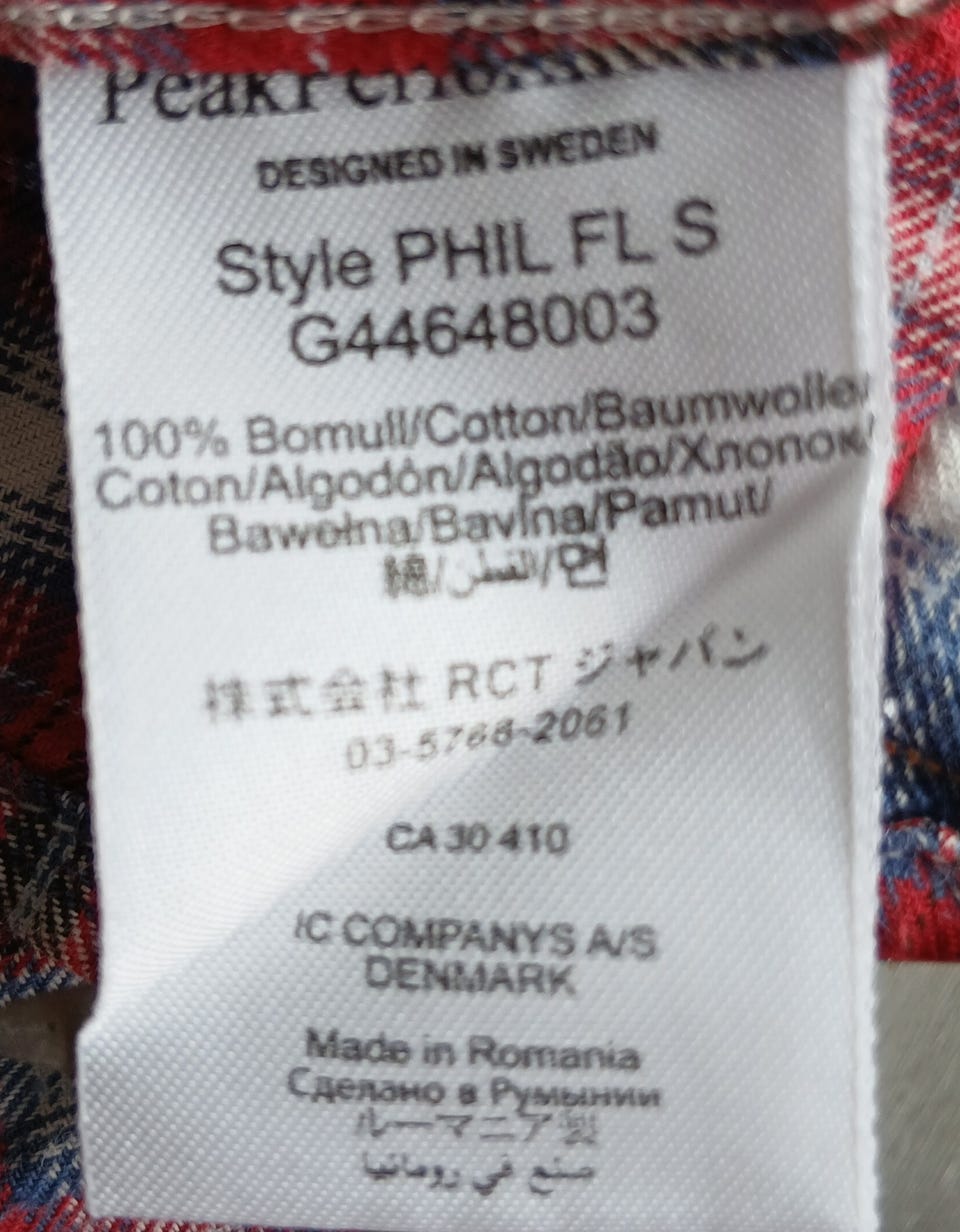 PeakPerformance
DESIGNED IN SWEDEN
Style PHIL FL S
G44648003
100% Bomull/Cotton/Baumwolle/
Coton/Algodón/Algodão/Хлопок/
Bawełna/Bavlna/Pamut/
綿/القطن/면
株式会社 RCT ジャパン
03-5766-2061
CA 30 410
IC COMPANYS A/S
DENMARK
Made in Romania
Сделано в Румынии
ルーマニア製
صنع في رومانيا